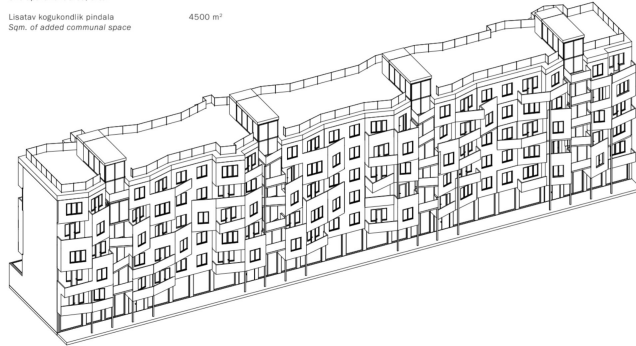 Lisatav kogukondlik pindala 4500 m²
Sqm. of added communal space